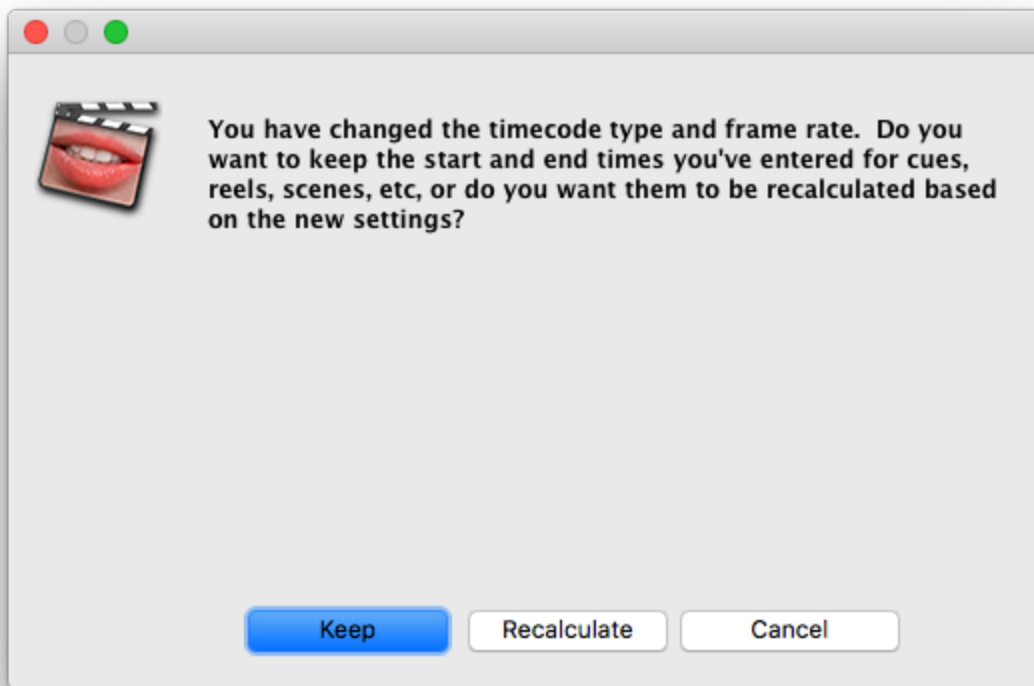 You have changed the timecode type and frame rate.  Do you
want to keep the start and end times you've entered for cues,
reels, scenes, etc, or do you want them to be recalculated based
on the new settings?
Keep
Recalculate
Cancel